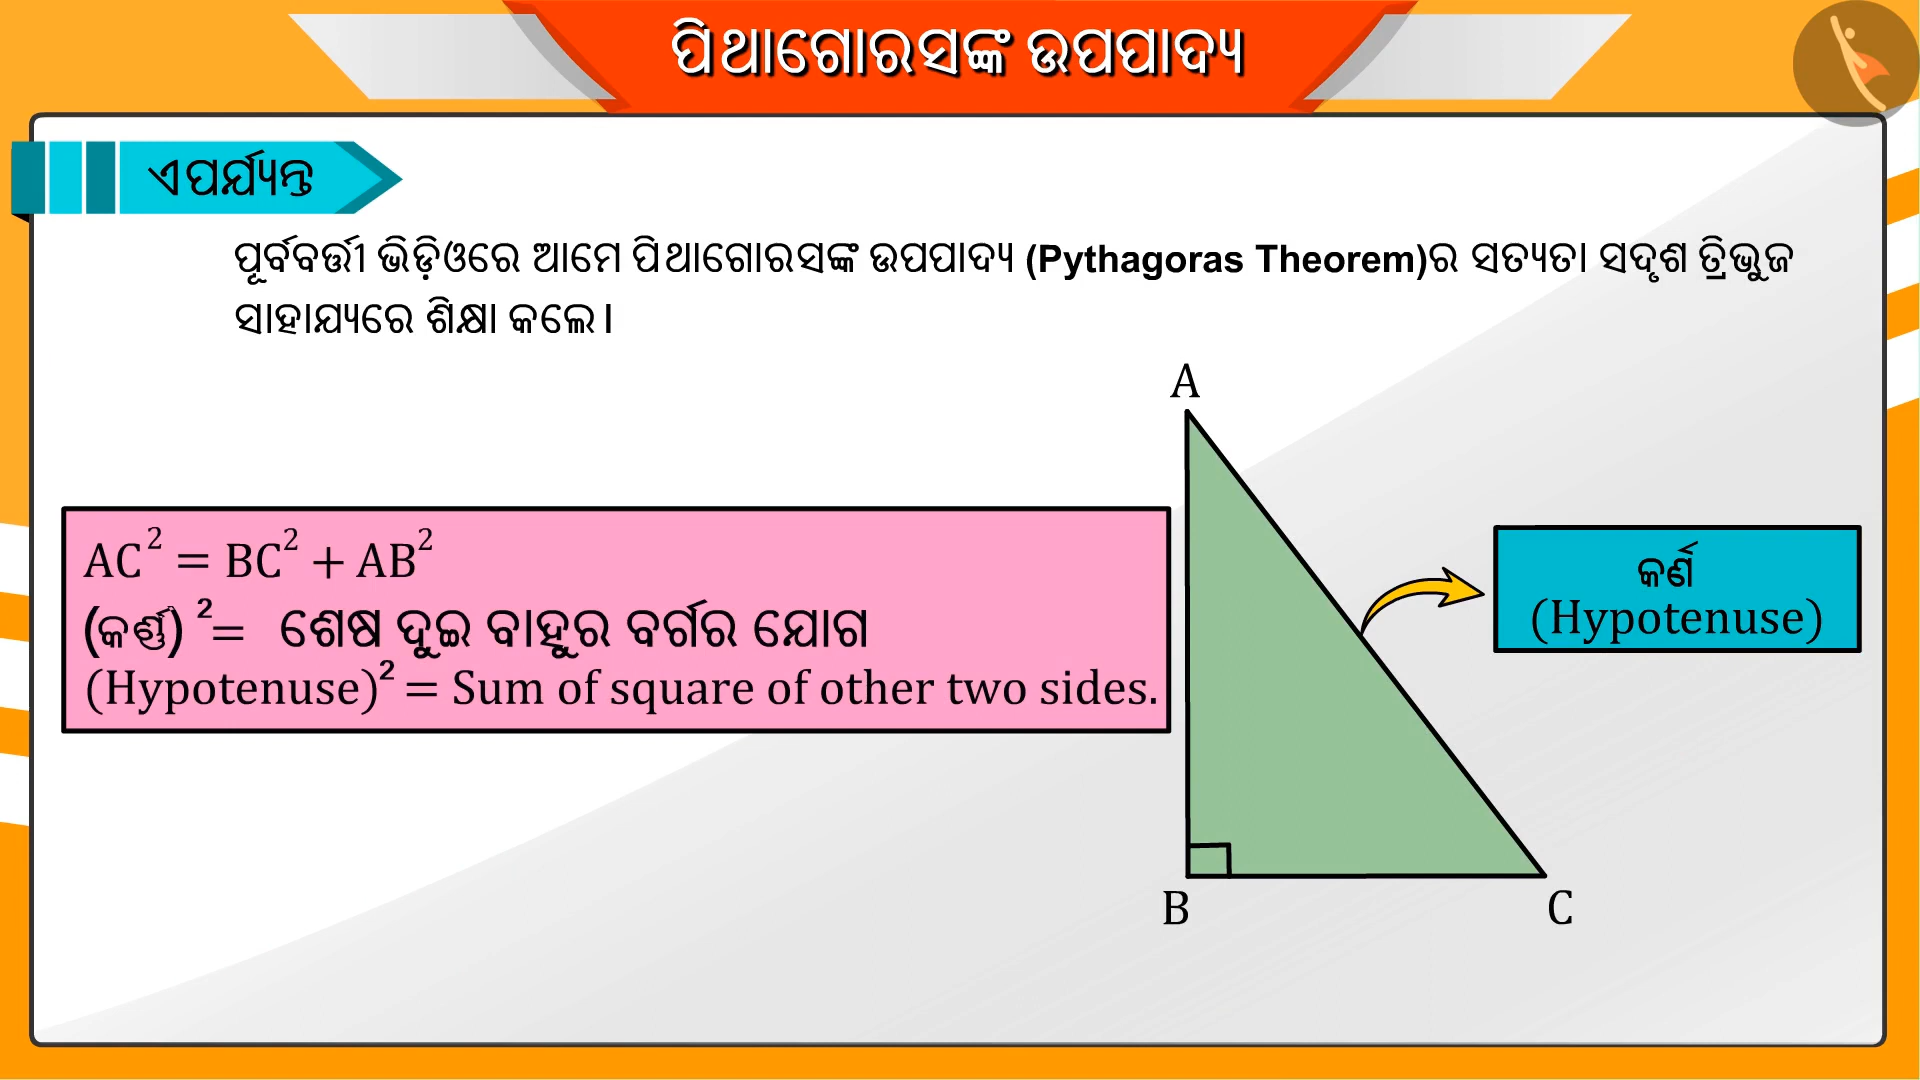 ପିଥାଗୋରସଙ୍କ ଉପପାଦ୍ୟ
ଏପର୍ଯ୍ୟନ୍ତ
ପୂର୍ବବର୍ତ୍ତୀ ଭିଡ଼ିଓରେ ଆମେ ପିଥାଗୋରସଙ୍କ ଉପପାଦ୍ୟ (Pythagoras Theorem)ର ସତ୍ୟତା ସଦୃଶ ତ୍ରିଭୁଜ
ସାହାଯ୍ୟରେ ଶିକ୍ଷା କଲେ।
A
AC² = BC² + AB²
(କର୍ଣ୍ଣ) ²= ଶେଷ ଦୁଇ ବାହୁର ବର୍ଗର ଯୋଗ
(Hypotenuse)² = Sum of square of other two sides.
କର୍ଣ
(Hypotenuse)
B
C